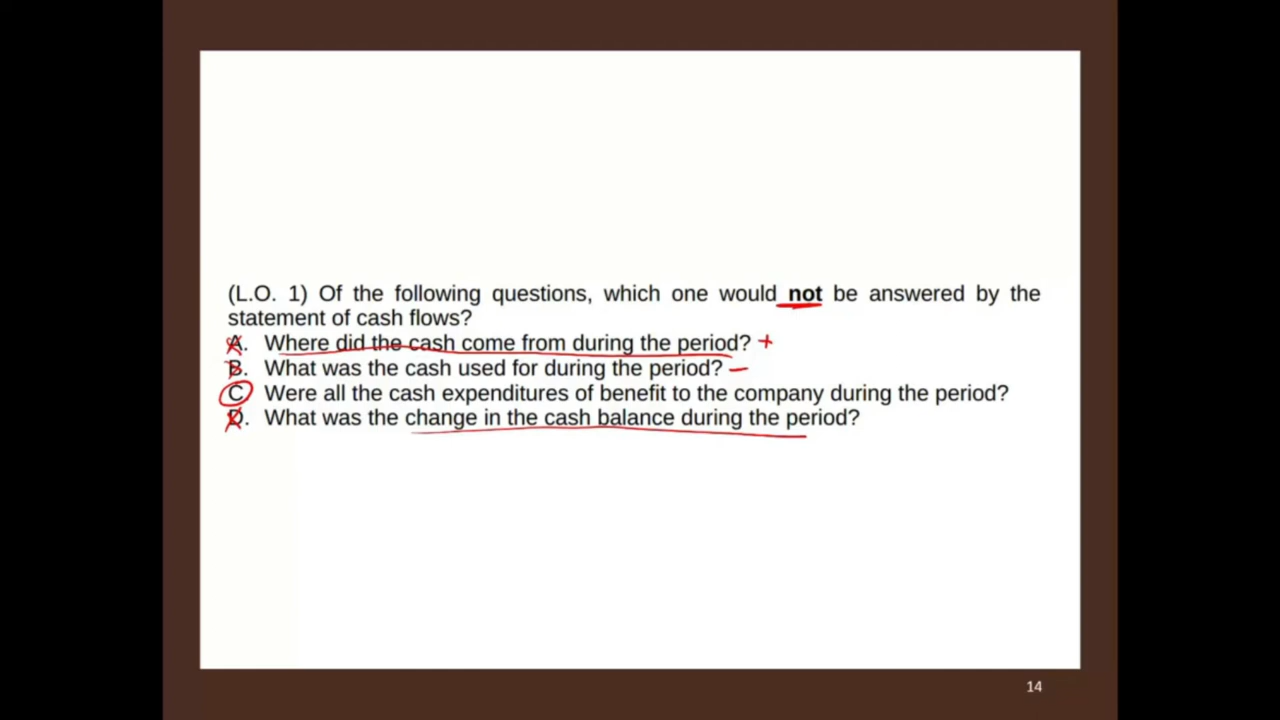 (L.O. 1) Of the following questions, which one would not be answered by the
statement of cash flows?
A. Where did the cash come from during the period? +
B. What was the cash used for during the period? −
C. Were all the cash expenditures of benefit to the company during the period?
D. What was the change in the cash balance during the period?
14